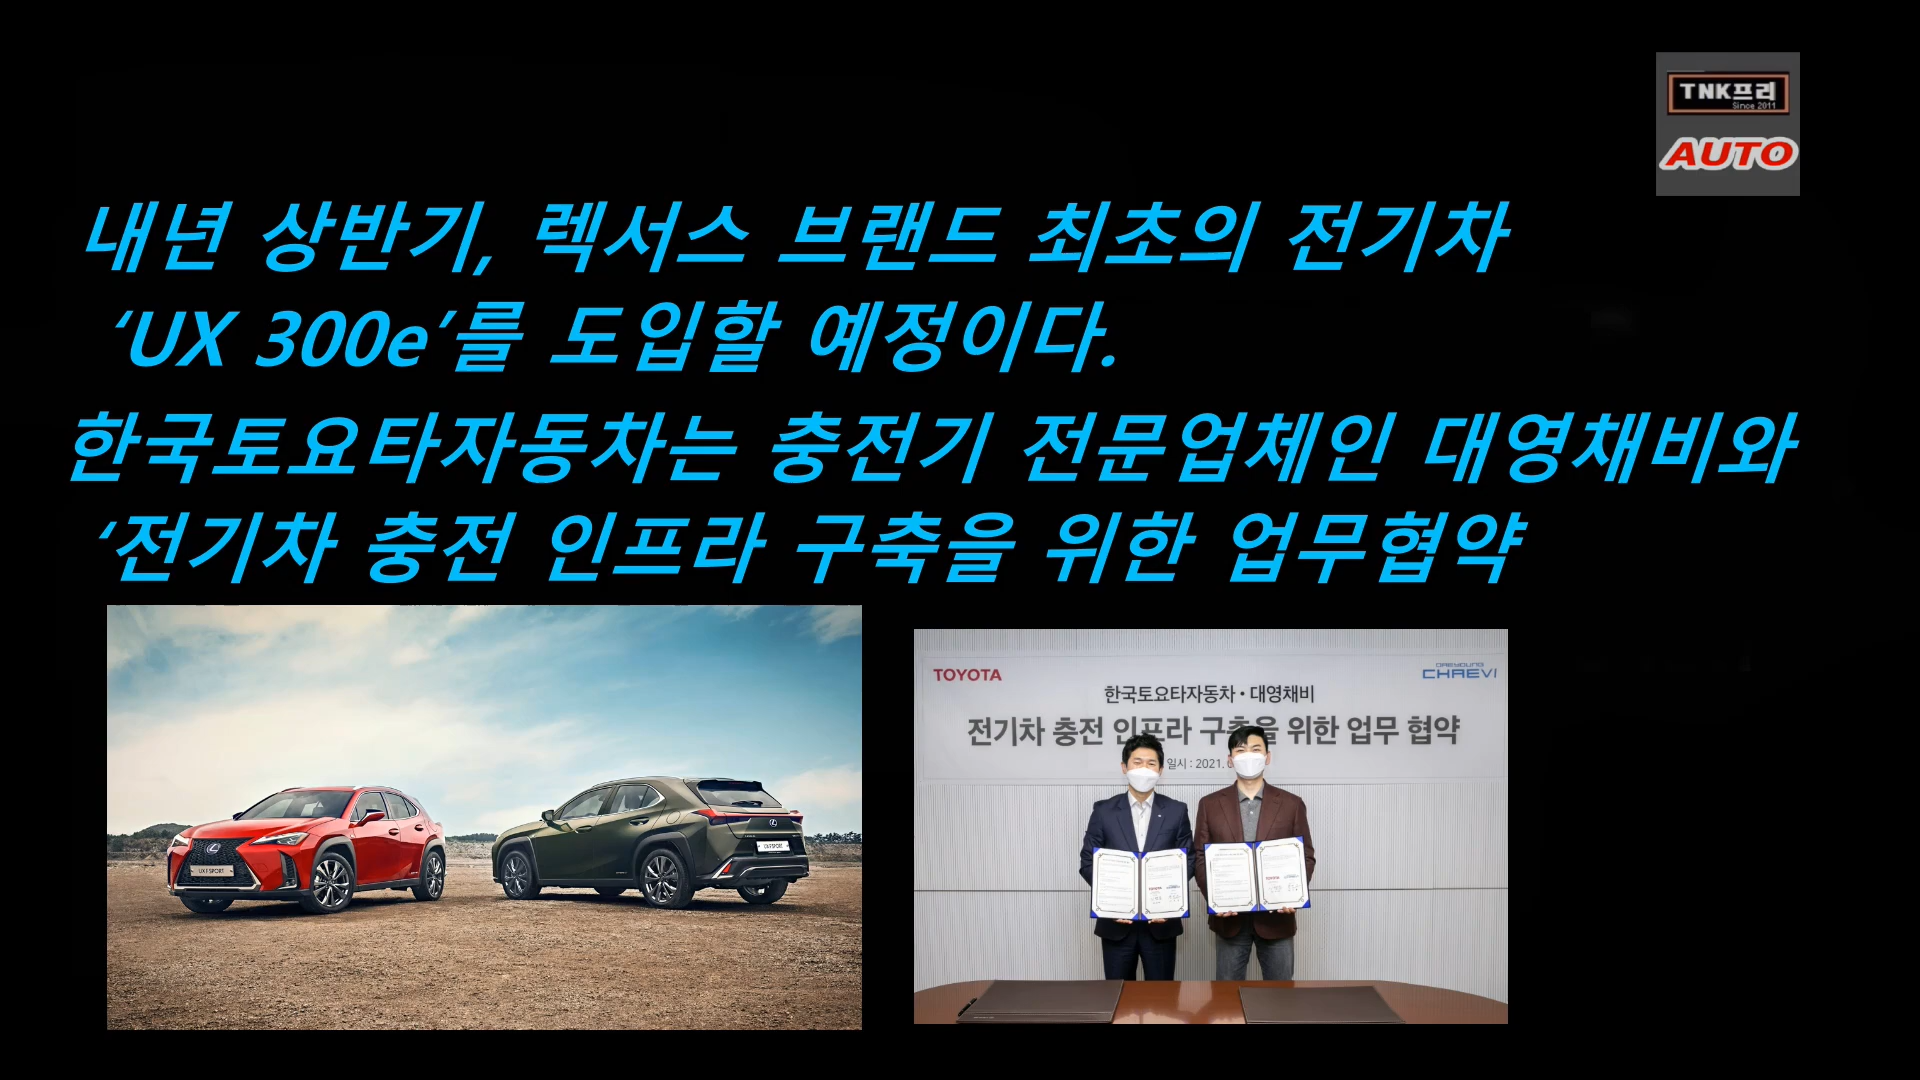 TNK프리
Since 2011
AUTO
내년 상반기, 렉서스 브랜드 최초의 전기차
‘UX 300e’를 도입할 예정이다.
한국토요타자동차는 충전기 전문업체인 대영채비와
‘전기차 충전 인프라 구축을 위한 업무협약
UX F SPORT
UX F SPORT
TOYOTA
DAEYOUNG
CHAEVI
한국토요타자동차・대영채비
전기차 충전 인프라 구축을 위한 업무 협약
일시 : 2021.